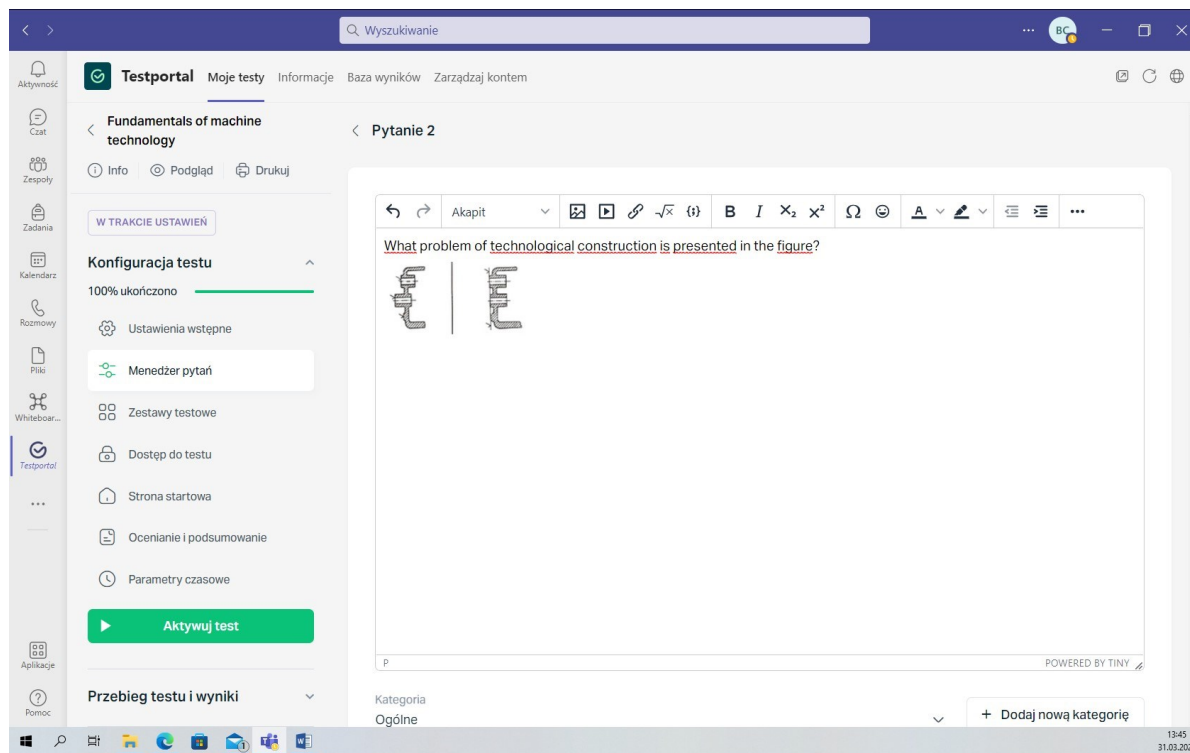 Wyszukiwanie
BC
Aktywność
Czat
Zespoły
Zadania
Kalendarz
Rozmowy
Pliki
Whiteboar...
Testportal
Aplikacje
Pomoc
Testportal Moje testy Informacje Baza wyników Zarządzaj kontem
Fundamentals of machine
technology
Info Podgląd Drukuj
W TRAKCIE USTAWIEŃ
Konfiguracja testu
100% ukończono
Ustawienia wstępne
Menedżer pytań
Zestawy testowe
Dostęp do testu
Strona startowa
Ocenianie i podsumowanie
Parametry czasowe
Aktywuj test
Przebieg testu i wyniki
Pytanie 2
Akapit
B I X₂ X² Ω A
What problem of technological construction is presented in the figure?
P POWERED BY TINY
Kategoria
Ogólne
+ Dodaj nową kategorię
13:45